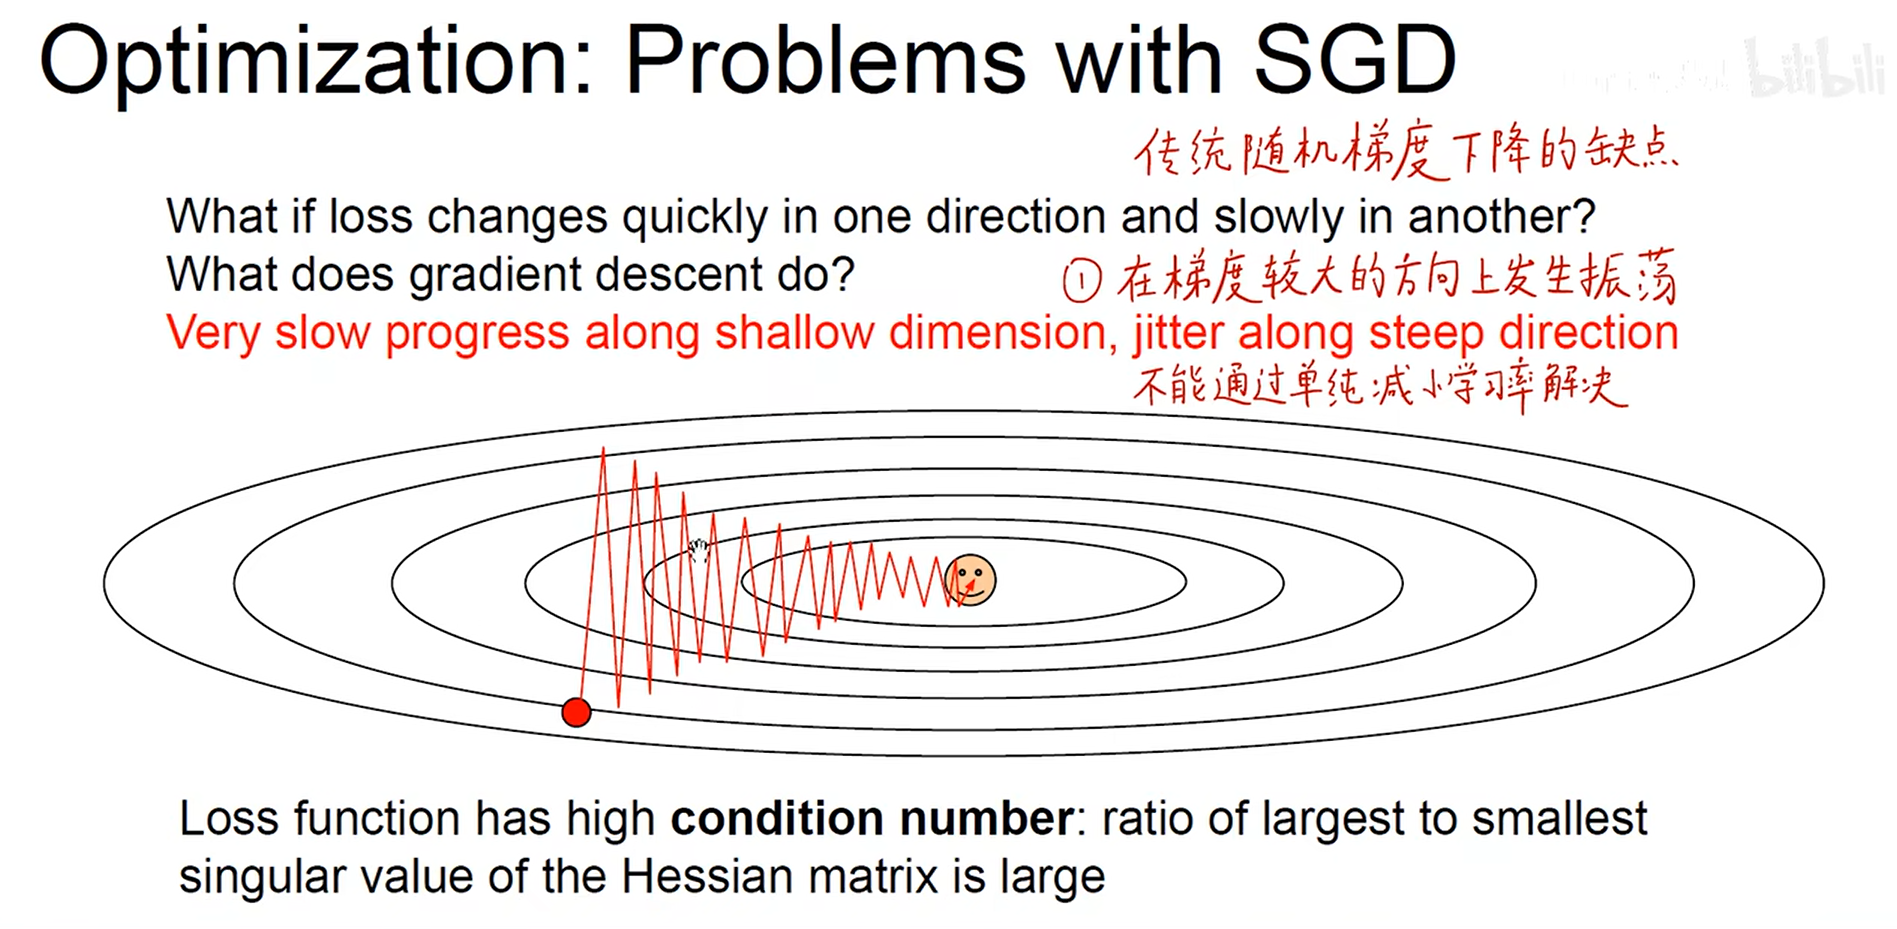 Optimization: Problems with SGD
bilibili
传统随机梯度下降的缺点
What if loss changes quickly in one direction and slowly in another?
What does gradient descent do?
① 在梯度较大的方向上发生振荡
Very slow progress along shallow dimension, jitter along steep direction
不能通过单纯减小学习率解决
Loss function has high condition number: ratio of largest to smallest
singular value of the Hessian matrix is large